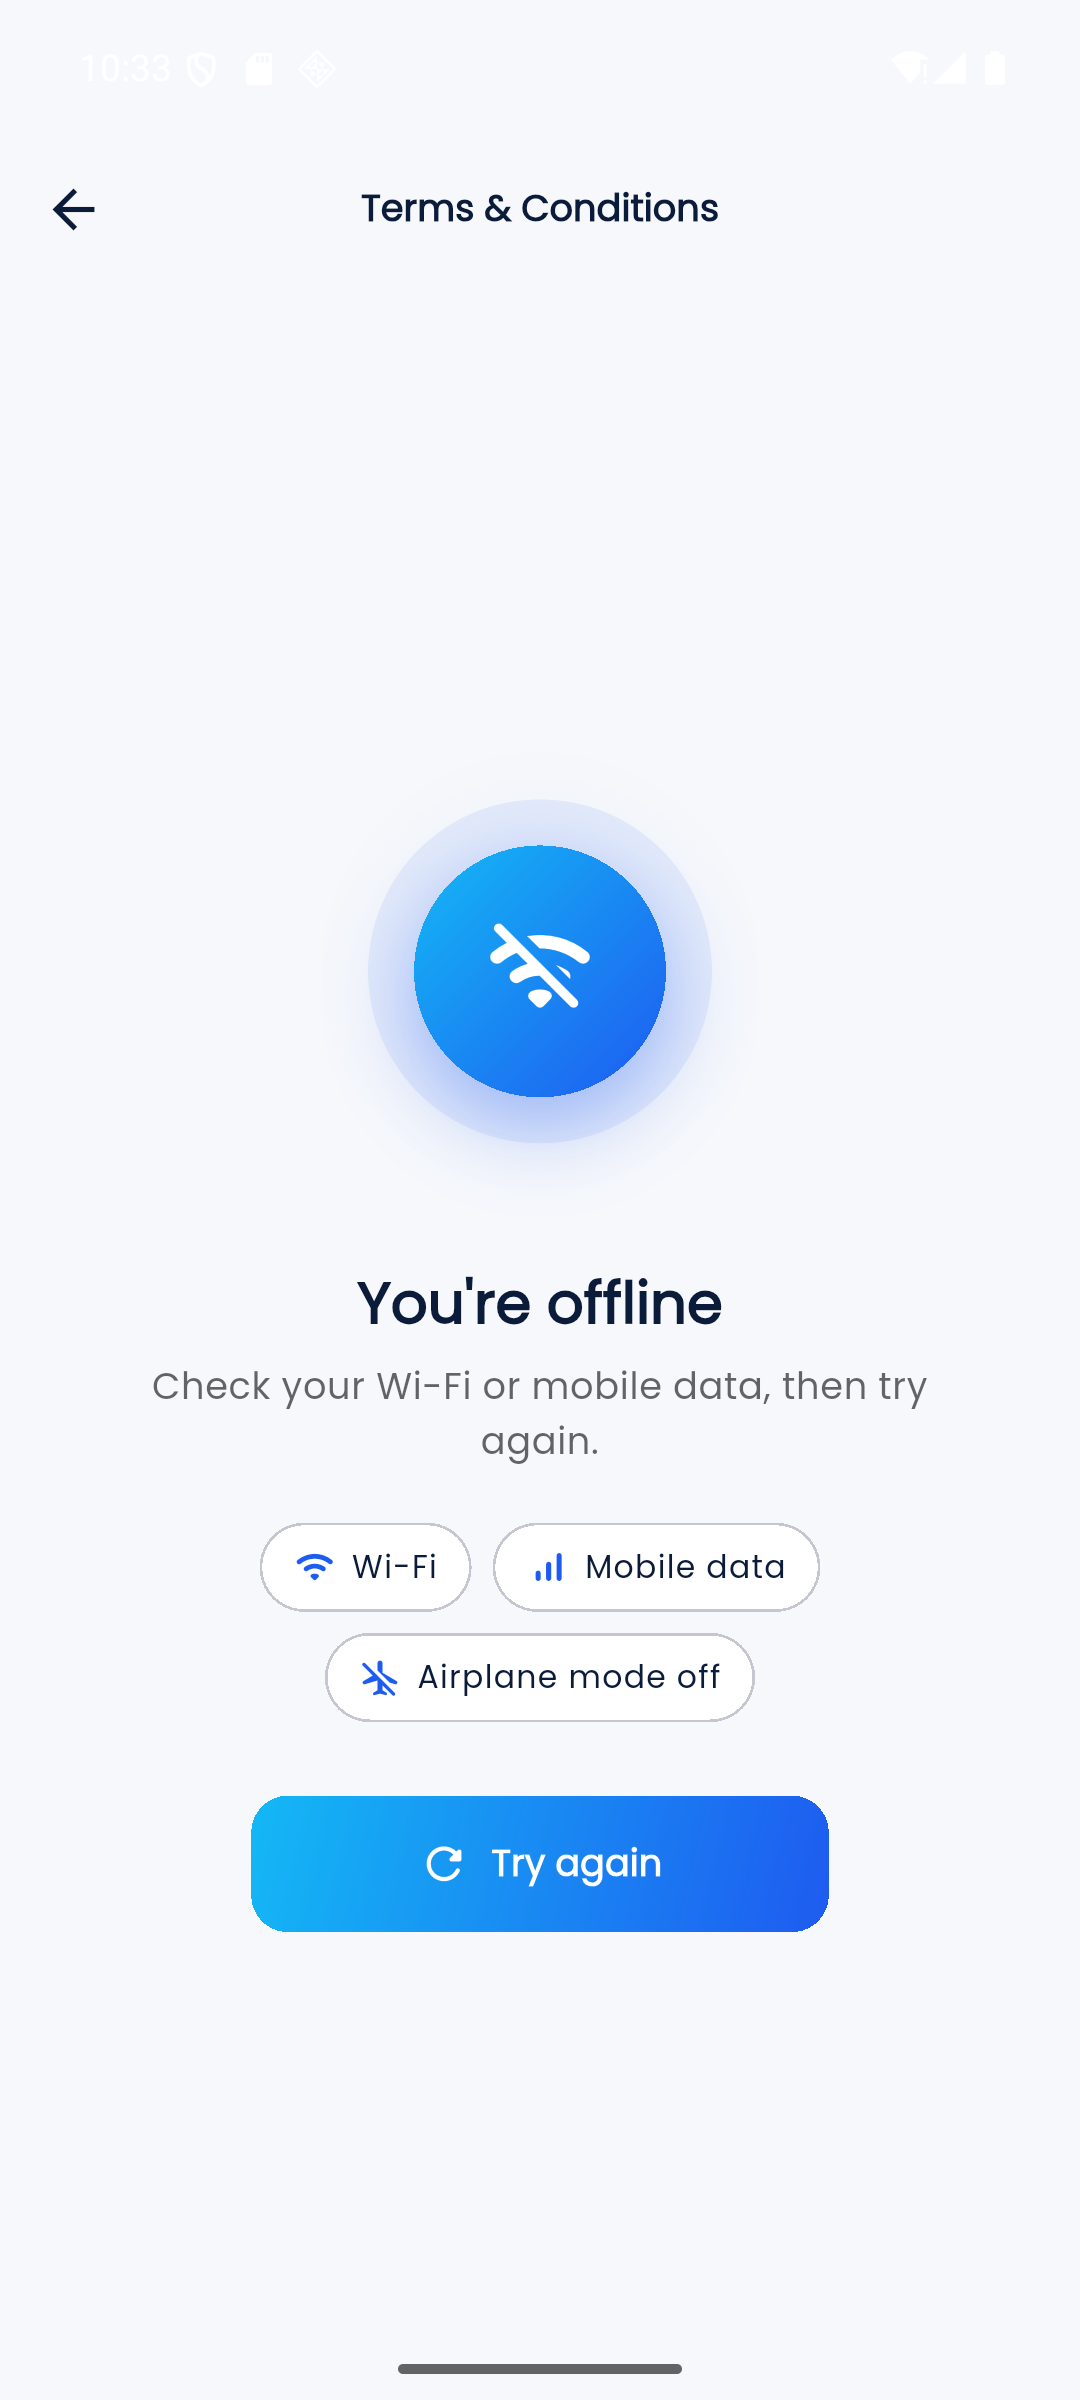 10:33
Terms & Conditions
You're offline
Check your Wi-Fi or mobile data, then try
again.
Wi-Fi
Mobile data
Airplane mode off
Try again